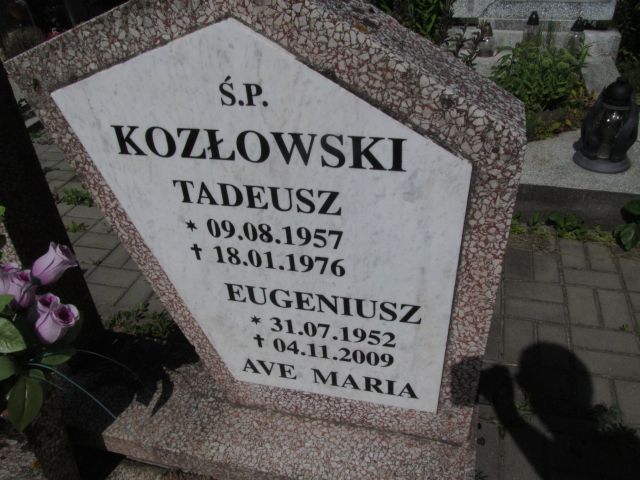 Ś.P.
KOZŁOWSKI
TADEUSZ
* 09.08.1957
✝ 18.01.1976
EUGENIUSZ
* 31.07.1952
✝ 04.11.2009
AVE MARIA